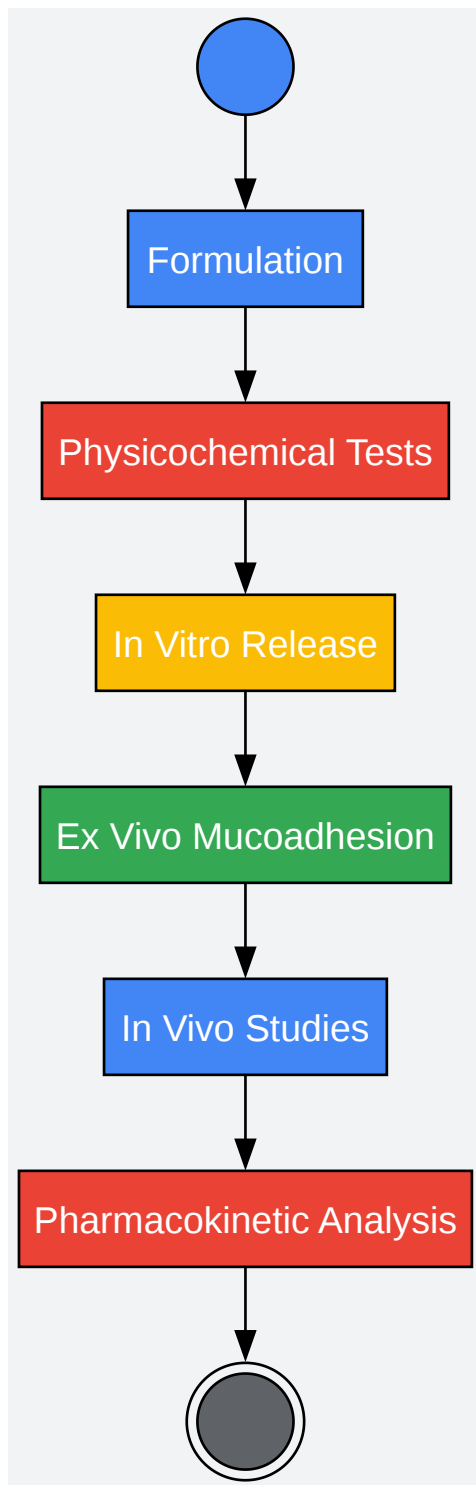 Formulation
Physicochemical Tests
In Vitro Release
Ex Vivo Mucoadhesion
In Vivo Studies
Pharmacokinetic Analysis